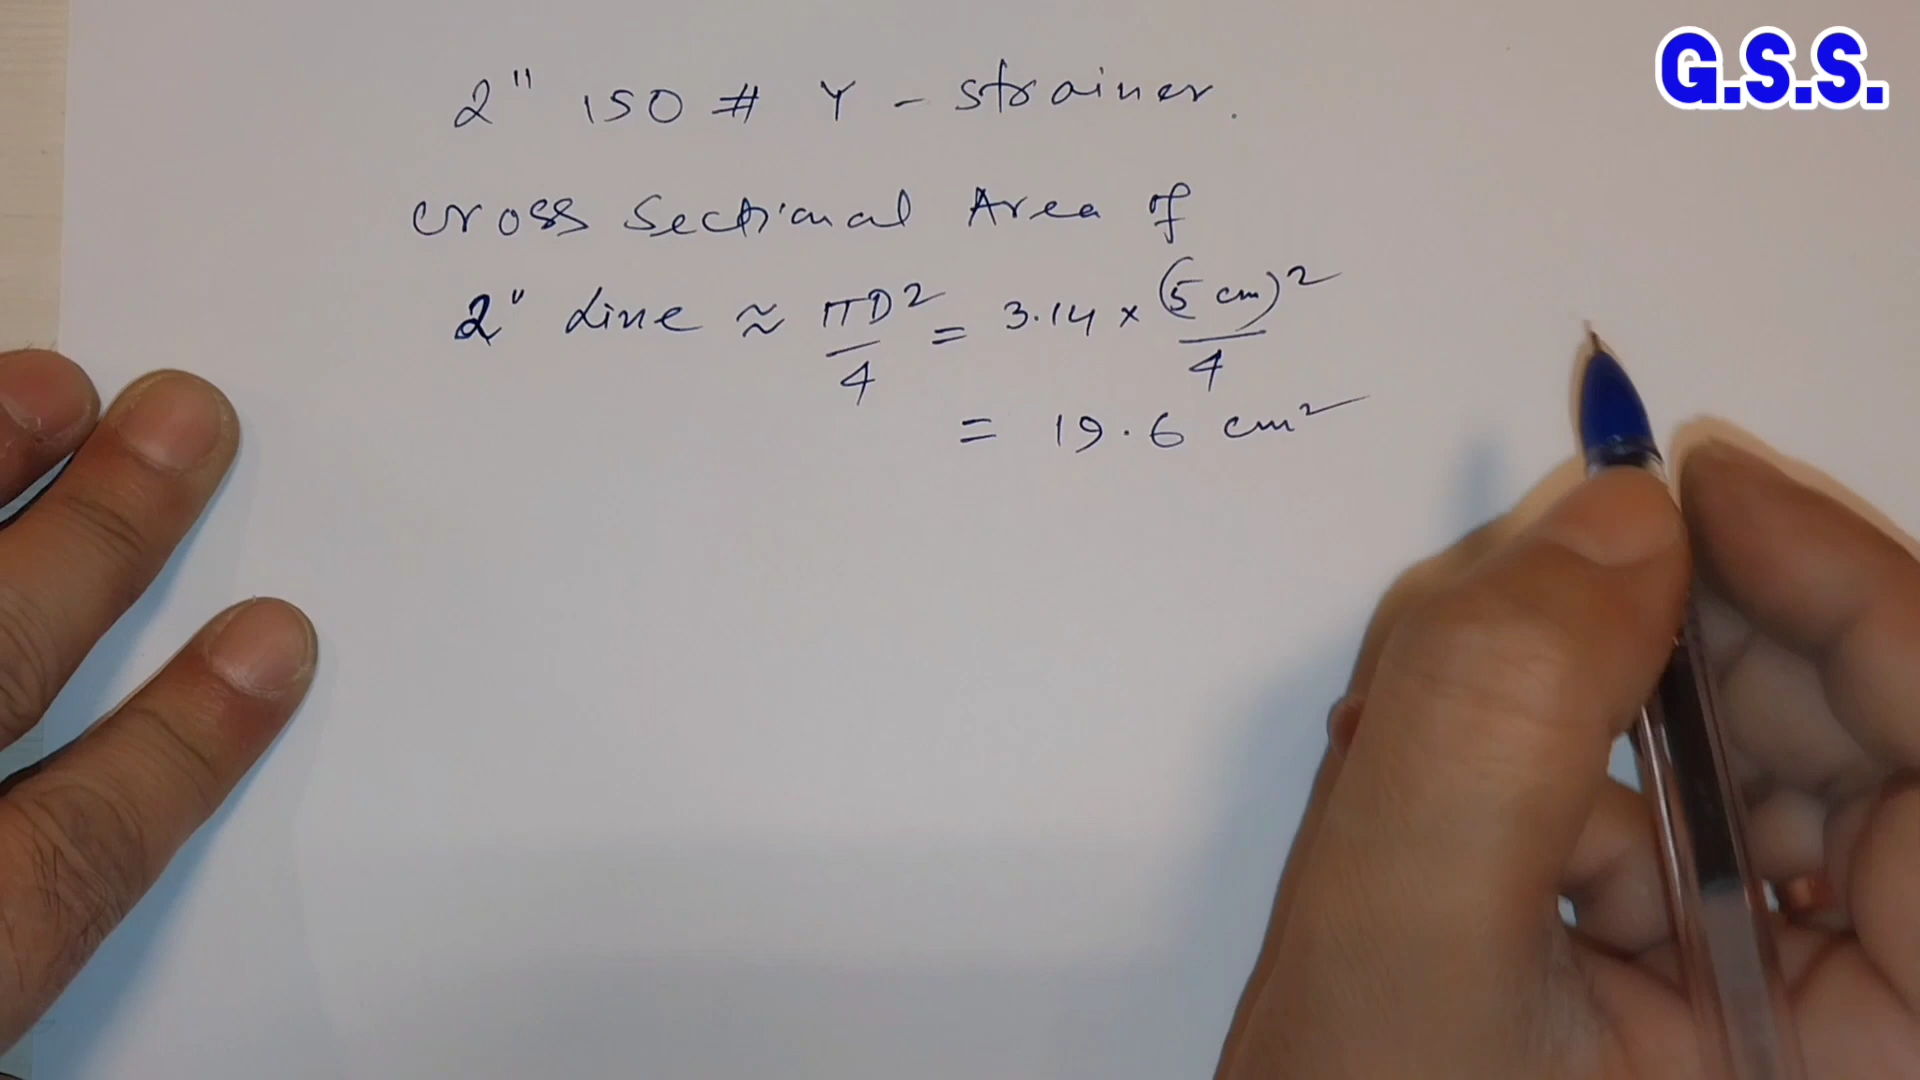 G.S.S.
2" 150 # Y - strainer.
Cross Sectional Area of
2" Line ≈ πD²/4 = 3.14 × (5 cm)²/4
= 19.6 cm²